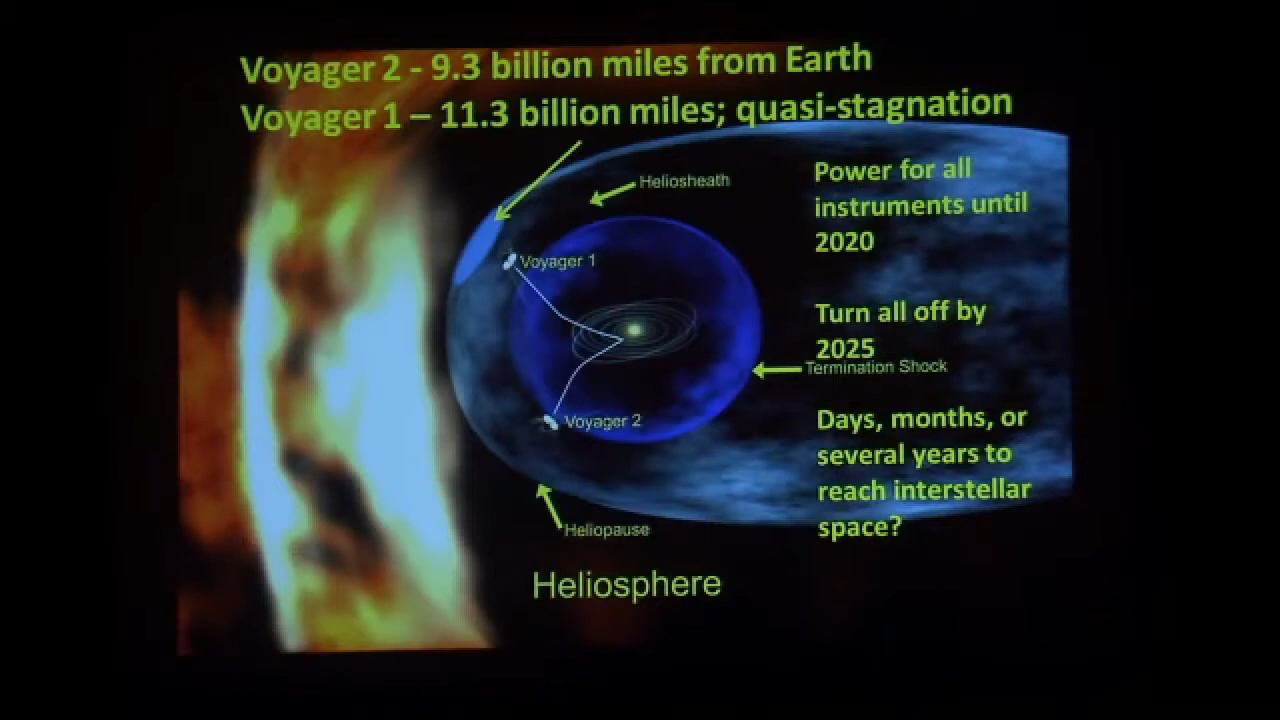 Voyager 2 - 9.3 billion miles from Earth
Voyager 1 – 11.3 billion miles; quasi-stagnation
Heliosheath
Power for all
instruments until
2020
Voyager 1
Turn all off by
2025
Termination Shock
Voyager 2
Days, months, or
several years to
reach interstellar
space?
Heliopause
Heliosphere